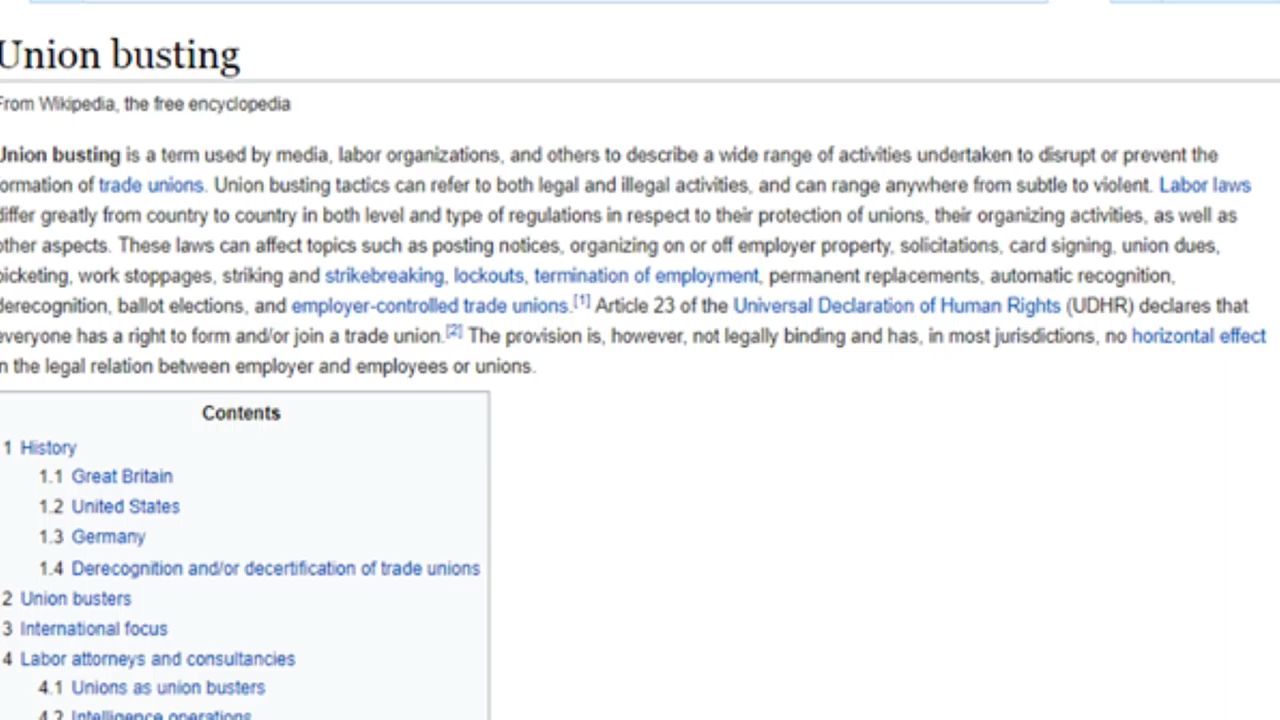 Union busting
From Wikipedia, the free encyclopedia
Union busting is a term used by media, labor organizations, and others to describe a wide range of activities undertaken to disrupt or prevent the
formation of trade unions. Union busting tactics can refer to both legal and illegal activities, and can range anywhere from subtle to violent. Labor laws
differ greatly from country to country in both level and type of regulations in respect to their protection of unions, their organizing activities, as well as
other aspects. These laws can affect topics such as posting notices, organizing on or off employer property, solicitations, card signing, union dues,
picketing, work stoppages, striking and strikebreaking, lockouts, termination of employment, permanent replacements, automatic recognition,
derecognition, ballot elections, and employer-controlled trade unions.[1] Article 23 of the Universal Declaration of Human Rights (UDHR) declares that
everyone has a right to form and/or join a trade union.[2] The provision is, however, not legally binding and has, in most jurisdictions, no horizontal effect
in the legal relation between employer and employees or unions.
Contents
1 History
1.1 Great Britain
1.2 United States
1.3 Germany
1.4 Derecognition and/or decertification of trade unions
2 Union busters
3 International focus
4 Labor attorneys and consultancies
4.1 Unions as union busters
4.2 Intelligence operations